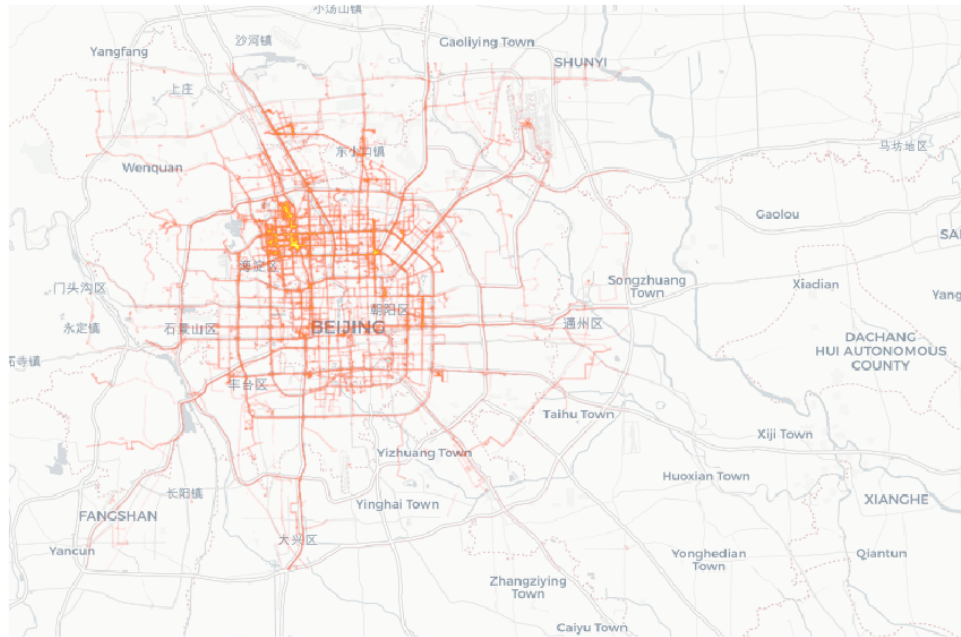 小汤山镇
沙河镇
Gaoliying Town
Yangfang
SHUNYI
上庄
马坊地区
东小口镇
Wenquan
Gaolou
海淀区
Songzhuang
Town
Xiadian
门头沟区
朝阳区
通州区
永定镇
石景山区
BEIJING
DACHANG
HUI AUTONOMOUS
COUNTY
丰台区
Taihu Town
Xiji Town
Yizhuang Town
Huoxian Town
长阳镇
Yinghai Town
XIANGHE
FANGSHAN
大兴区
Yancun
Yonghedian
Town
Qiantun
Zhangziying
Town
Caiyu Town